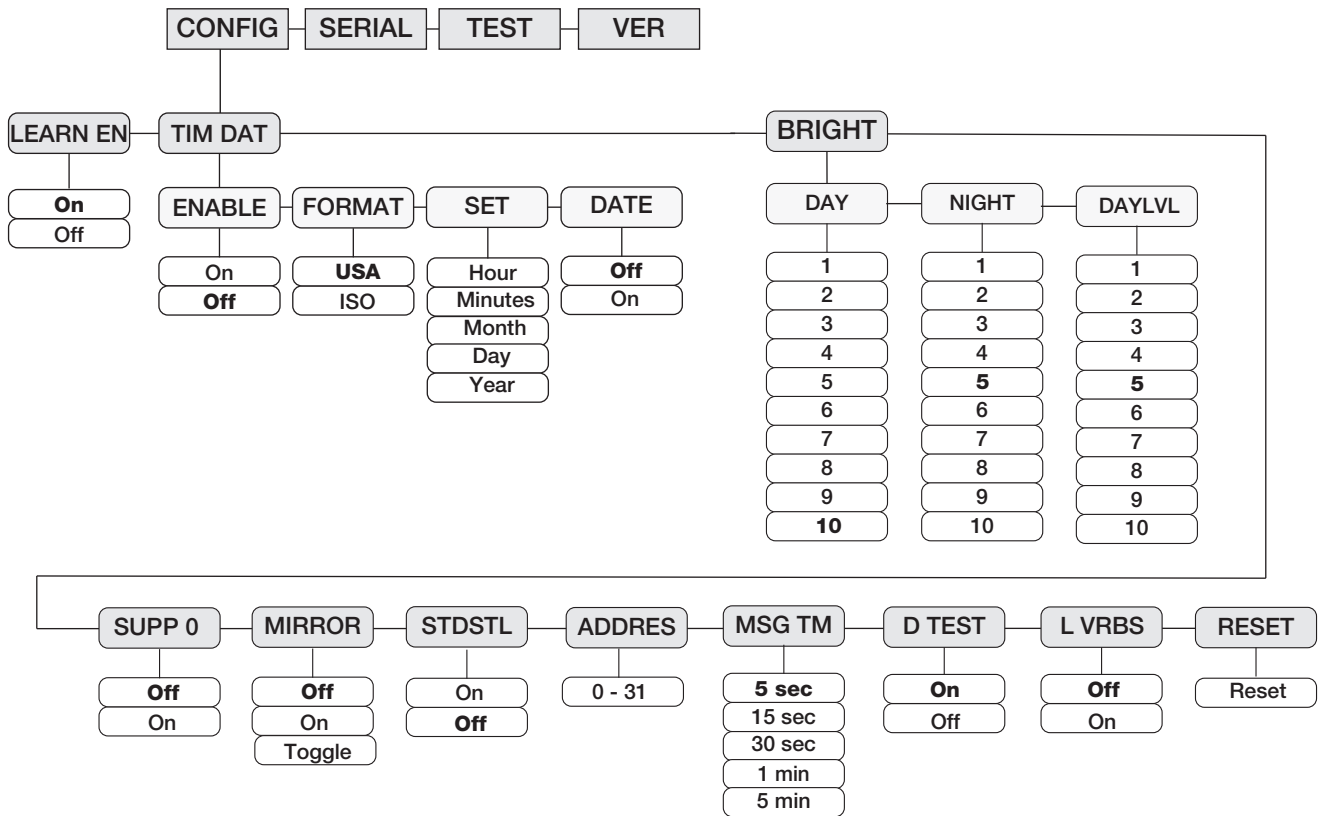 CONFIG SERIAL TEST VER
LEARN EN TIM DAT BRIGHT
On
Off
ENABLE FORMAT SET DATE
On
Off
USA
ISO
Hour
Minutes
Month
Day
Year
Off
On
DAY NIGHT DAYLVL
1
2
3
4
5
6
7
8
9
10
1
2
3
4
5
6
7
8
9
10
1
2
3
4
5
6
7
8
9
10
SUPP 0 MIRROR STDSTL ADDRES MSG TM D TEST L VRBS RESET
Off
On
Off
On
Toggle
On
Off
0 - 31
5 sec
15 sec
30 sec
1 min
5 min
On
Off
Off
On
Reset